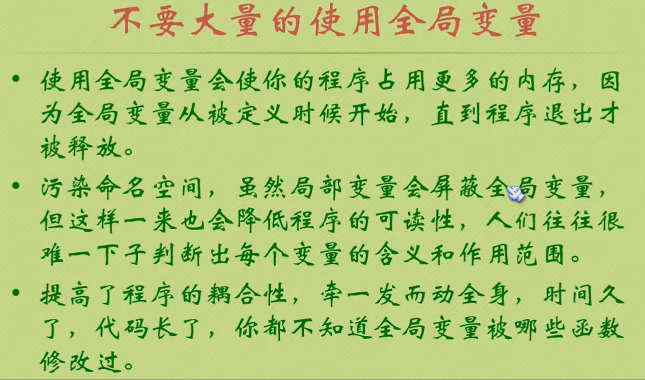 不要大量的使用全局变量
• 使用全局变量会使你的程序占用更多的内存，因
为全局变量从被定义时候开始，直到程序退出才
被释放。
• 污染命名空间，虽然局部变量会屏蔽全局变量，
但这样一来也会降低程序的可读性，人们往往很
难一下子判断出每个变量的含义和作用范围。
• 提高了程序的耦合性，牵一发而动全身，时间久
了，代码长了，你都不知道全局变量被哪些函数
修改过。